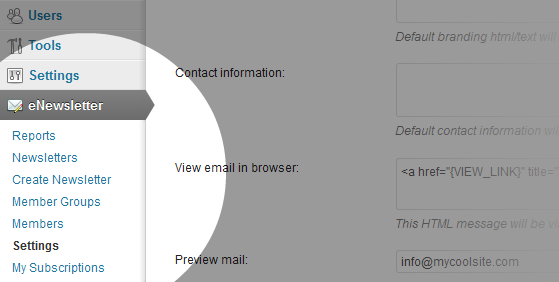 Users
Tools
Settings
eNewsletter
Reports
Newsletters
Create Newsletter
Member Groups
Members
Settings
My Subscriptions
Default branding html/text will
Contact information:
Default contact information wil
View email in browser:
<a href="{VIEW_LINK}" title="
This HTML message will be vi
Preview mail:
info@mycoolsite.com